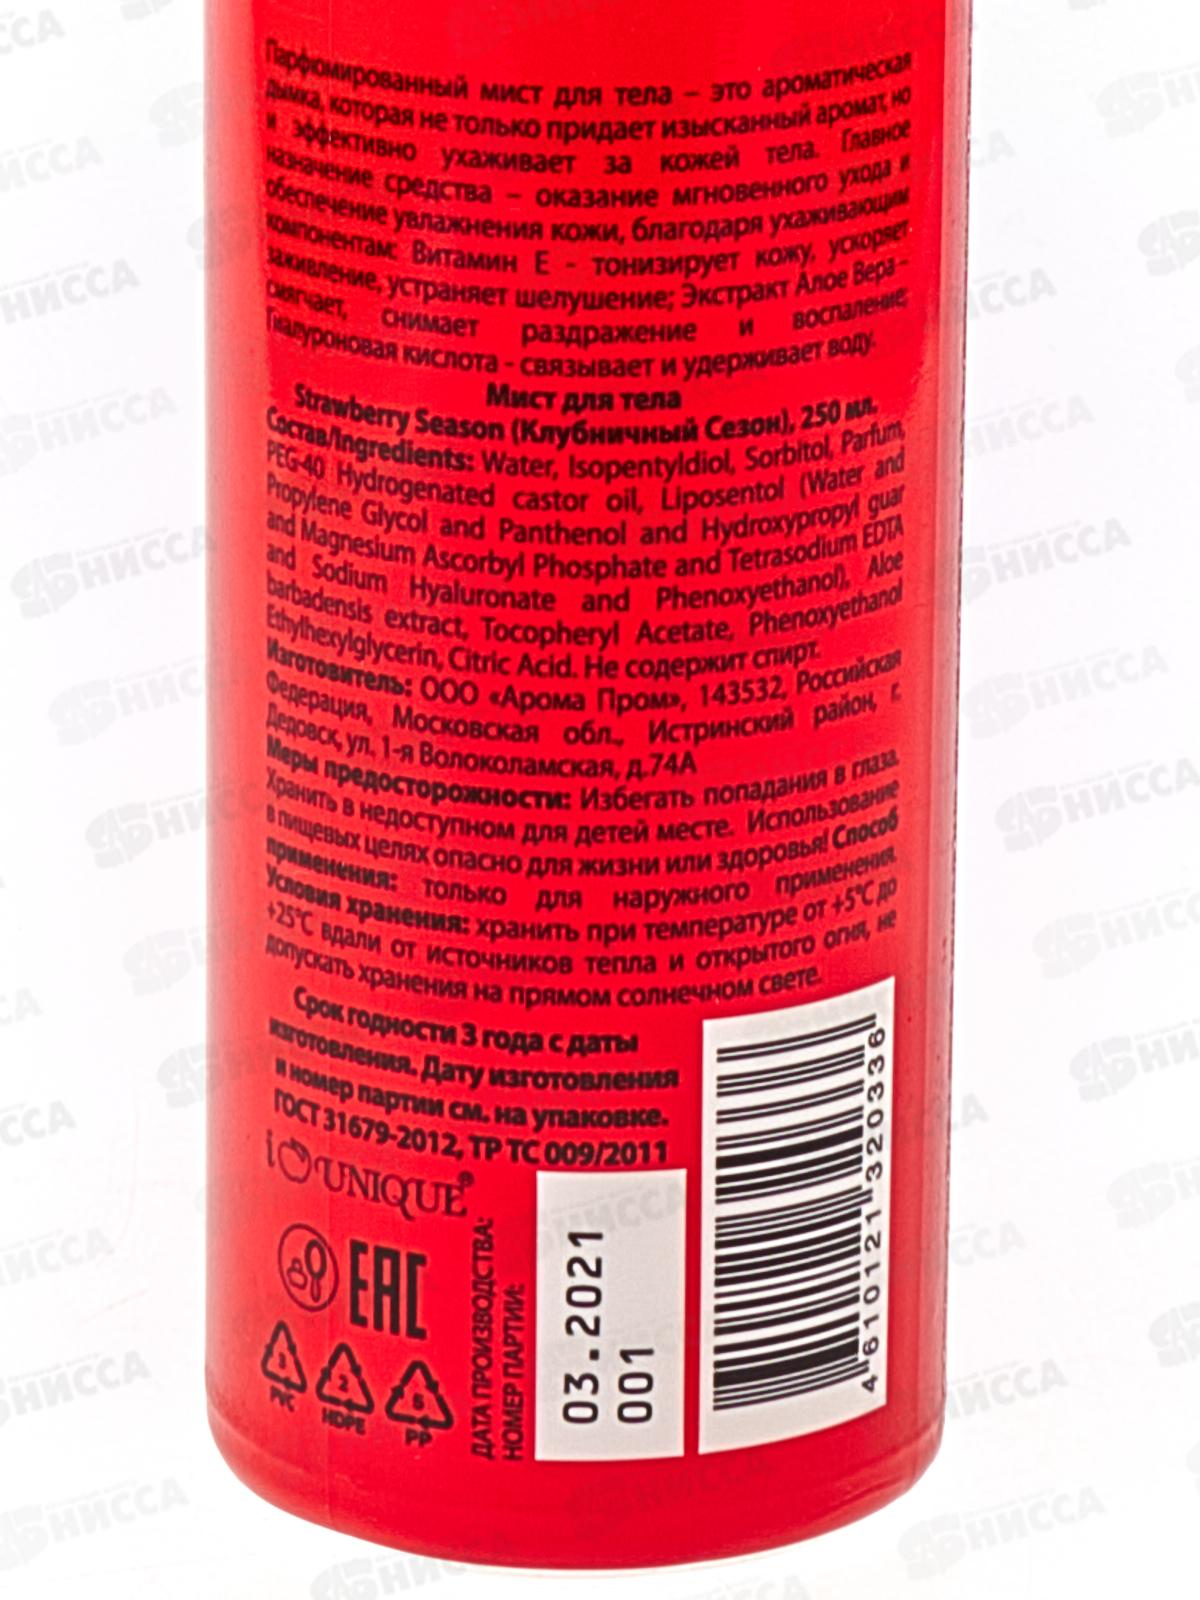 Парфюмированный мист для тела – это ароматическая
дымка, которая не только придает изысканный аромат, но
и эффективно ухаживает за кожей тела. Главное
назначение средства – оказание мгновенного ухода и
обеспечение увлажнения кожи, благодаря ухаживающим
компонентам: Витамин Е - тонизирует кожу, ускоряет
заживление, устраняет шелушение; Экстракт Алое Вера –
смягчает, снимает раздражение и воспаление;
Гиалуроновая кислота - связывает и удерживает воду.
Мист для тела
Strawberry Season (Клубничный Сезон), 250 мл.
Состав/Ingredients: Water, Isopentyldiol, Sorbitol, Parfum,
PEG-40 Hydrogenated castor oil, Liposentol (Water and
Propylene Glycol and Panthenol and Hydroxypropyl guar
and Magnesium Ascorbyl Phosphate and Tetrasodium EDTA
and Sodium Hyaluronate and Phenoxyethanol), Aloe
barbadensis extract, Tocopheryl Acetate, Phenoxyethanol
Ethylhexylglycerin, Citric Acid. Не содержит спирт.
Изготовитель: ООО «Арома Пром», 143532, Российская
Федерация, Московская обл., Истринский район, г.
Дедовск, ул. 1-я Волоколамская, д.74А
Меры предосторожности: Избегать попадания в глаза.
Хранить в недоступном для детей месте. Использование
в пищевых целях опасно для жизни или здоровья! Способ
применения: только для наружного применения.
Условия хранения: хранить при температуре от +5°С до
+25°С вдали от источников тепла и открытого огня, не
допускать хранения на прямом солнечном свете.
Срок годности 3 года с даты
изготовления. Дату изготовления
и номер партии см. на упаковке.
ГОСТ 31679-2012, ТР ТС 009/2011
i UNIQUE®
EAC
3 PVC
2 HDPE
5 PP
ДАТА ПРОИЗВОДСТВА:
НОМЕР ПАРТИИ:
03.2021
001
4610121320336
НИССА